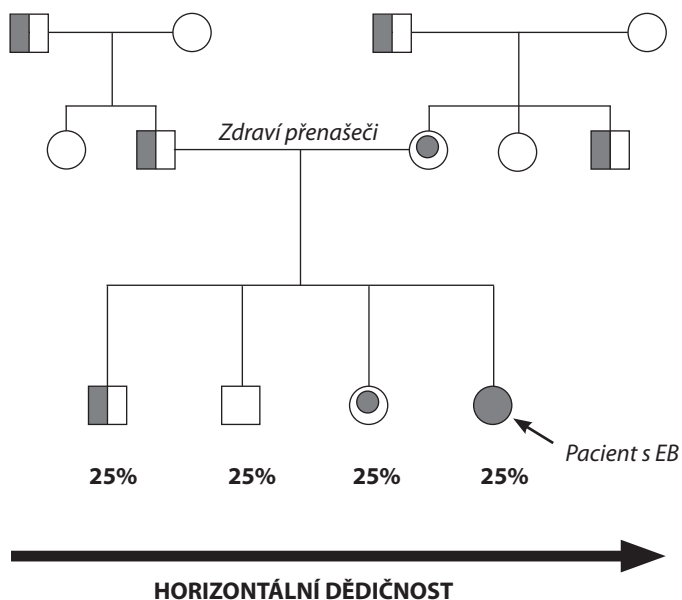 Zdraví přenašeči
Pacient s EB
25% 25% 25% 25%
HORIZONTÁLNÍ DĚDIČNOST